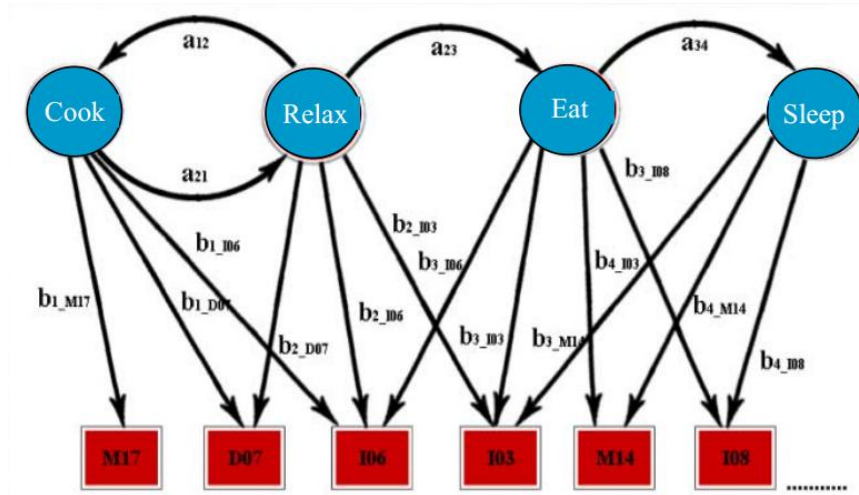 a12
a23
a34
Cook
Relax
Eat
Sleep
a21
b3_I08
b2_I03
b1_I06
b3_I06
b4_I03
b1_M17
b1_D07
b2_I06
b4_M14
b2_D07
b3_I03
b3_M14
b4_I08
M17
D07
I06
I03
M14
I08
............